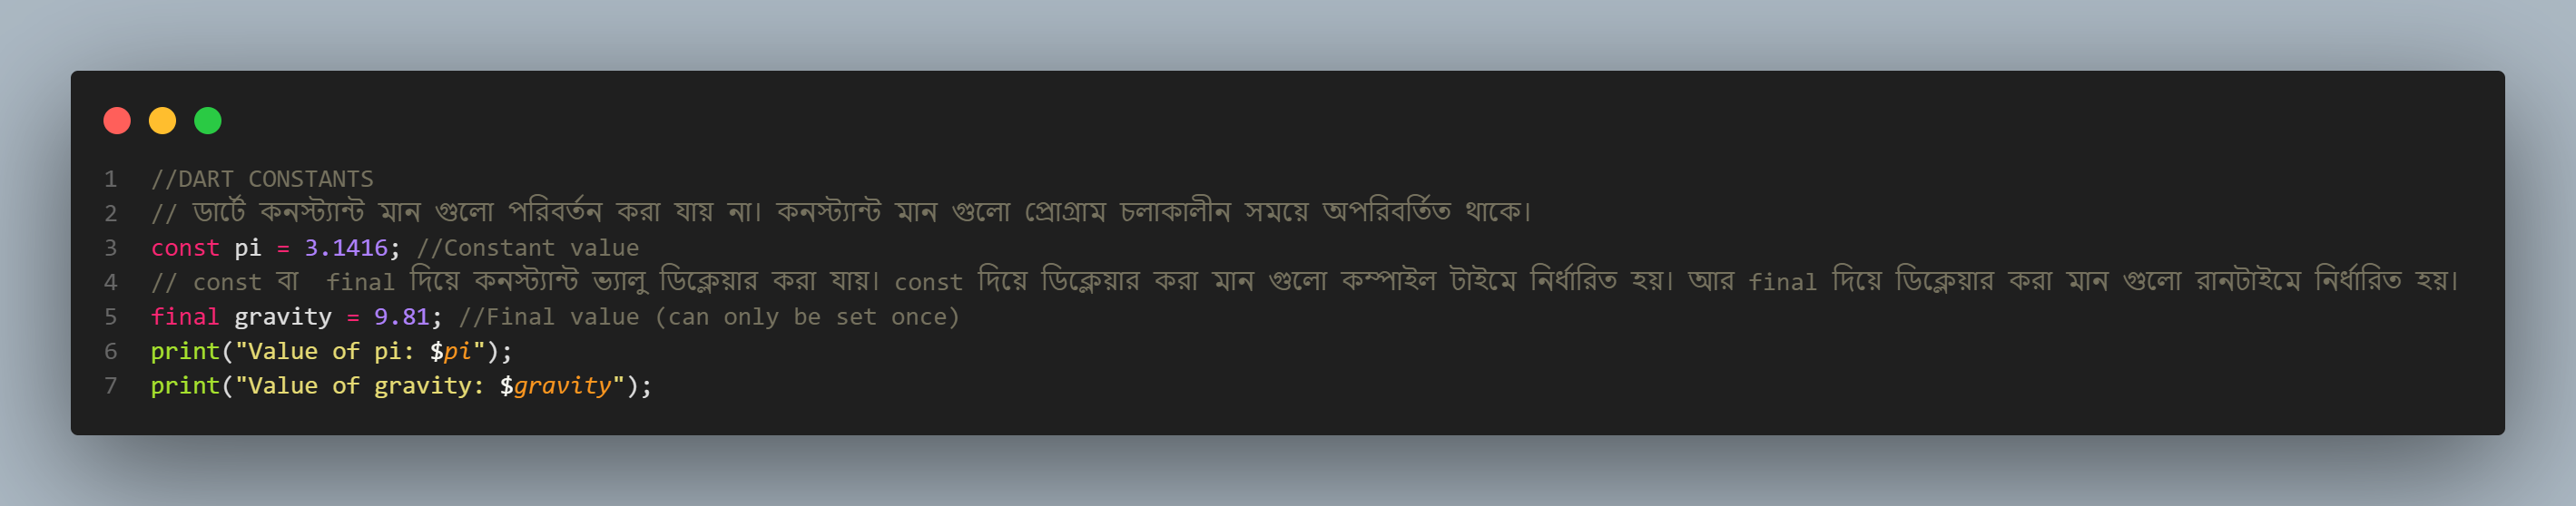 1 //DART CONSTANTS
2 // ডার্টে কনস্ট্যান্ট মান গুলো পরিবর্তন করা যায় না। কনস্ট্যান্ট মান গুলো প্রোগ্রাম চলাকালীন সময়ে অপরিবর্তিত থাকে।
3 const pi = 3.1416; //Constant value
4 // const বা  final দিয়ে কনস্ট্যান্ট ভ্যালু ডিক্লেয়ার করা যায়। const দিয়ে ডিক্লেয়ার করা মান গুলো কম্পাইল টাইমে নির্ধারিত হয়। আর final দিয়ে ডিক্লেয়ার করা মান গুলো রানটাইমে নির্ধারিত হয়।
5 final gravity = 9.81; //Final value (can only be set once)
6 print("Value of pi: $pi");
7 print("Value of gravity: $gravity");